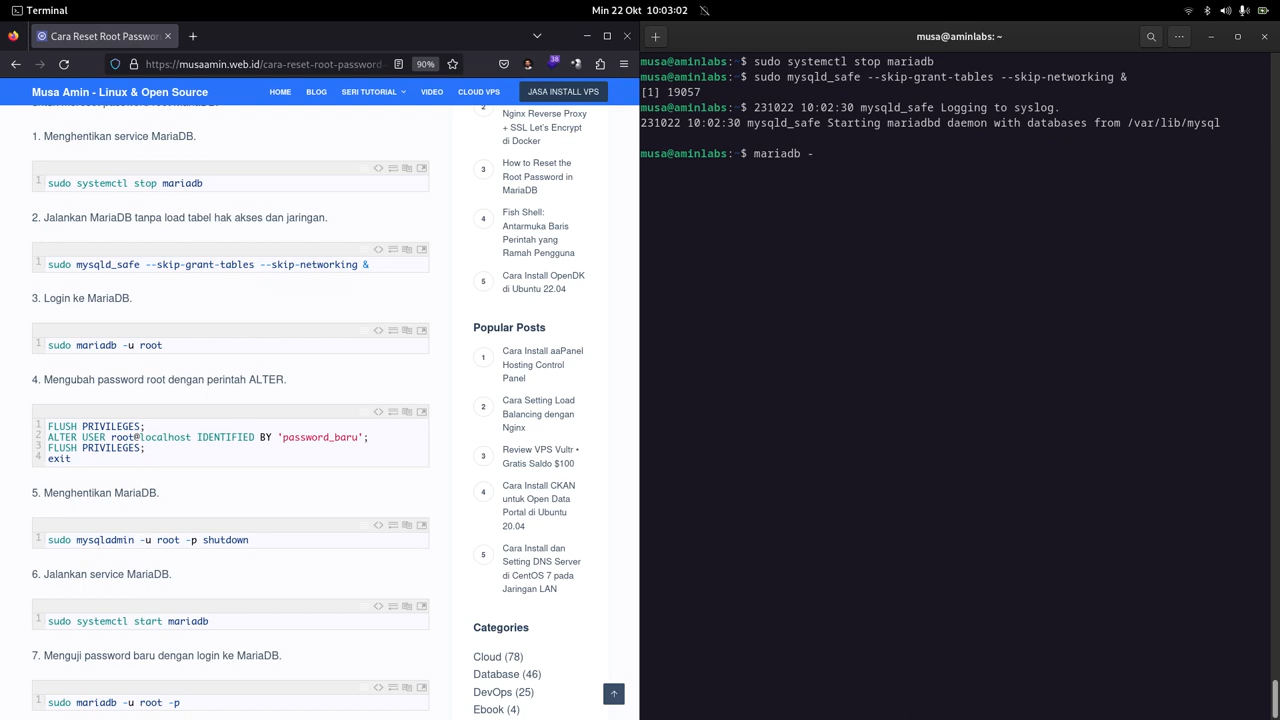 Terminal
Min 22 Okt 10:03:02
Cara Reset Root Passwor
https://musaamin.web.id/cara-reset-root-password-
90%
38
Musa Amin - Linux & Open Source
HOME
BLOG
SERI TUTORIAL
VIDEO
CLOUD VPS
JASA INSTALL VPS
1. Menghentikan service MariaDB.
1 sudo systemctl stop mariadb
2. Jalankan MariaDB tanpa load tabel hak akses dan jaringan.
1 sudo mysqld_safe --skip-grant-tables --skip-networking &
3. Login ke MariaDB.
1 sudo mariadb -u root
4. Mengubah password root dengan perintah ALTER.
1 FLUSH PRIVILEGES;
2 ALTER USER root@localhost IDENTIFIED BY 'password_baru';
3 FLUSH PRIVILEGES;
4 exit
5. Menghentikan MariaDB.
1 sudo mysqladmin -u root -p shutdown
6. Jalankan service MariaDB.
1 sudo systemctl start mariadb
7. Menguji password baru dengan login ke MariaDB.
1 sudo mariadb -u root -p
2
Nginx Reverse Proxy
+ SSL Let's Encrypt
di Docker
3
How to Reset the
Root Password in
MariaDB
4
Fish Shell:
Antarmuka Baris
Perintah yang
Ramah Pengguna
5
Cara Install OpenDK
di Ubuntu 22.04
Popular Posts
1
Cara Install aaPanel
Hosting Control
Panel
2
Cara Setting Load
Balancing dengan
Nginx
3
Review VPS Vultr •
Gratis Saldo $100
4
Cara Install CKAN
untuk Open Data
Portal di Ubuntu
20.04
5
Cara Install dan
Setting DNS Server
di CentOS 7 pada
Jaringan LAN
Categories
Cloud (78)
Database (46)
DevOps (25)
Ebook (4)
musa@aminlabs: ~
musa@aminlabs:~$ sudo systemctl stop mariadb
musa@aminlabs:~$ sudo mysqld_safe --skip-grant-tables --skip-networking &
[1] 19057
musa@aminlabs:~$ 231022 10:02:30 mysqld_safe Logging to syslog.
231022 10:02:30 mysqld_safe Starting mariadbd daemon with databases from /var/lib/mysql
musa@aminlabs:~$ mariadb -